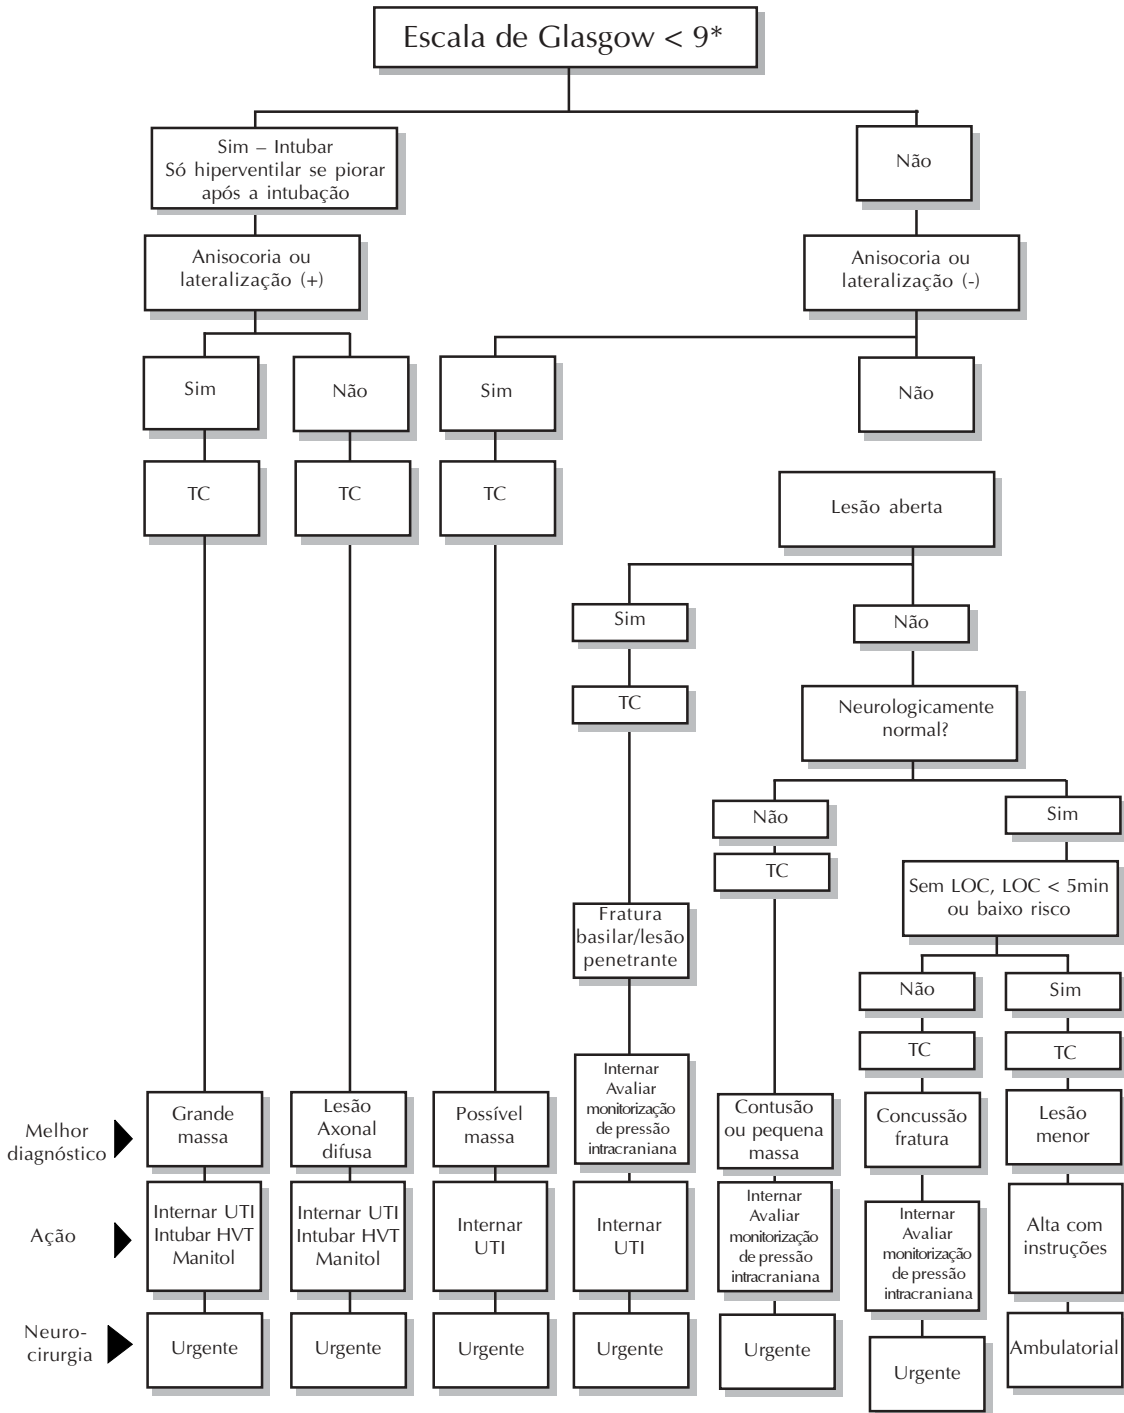 Escala de Glasgow < 9*
Sim – Intubar
Só hiperventilar se piorar
após a intubação
Não
Anisocoria ou
lateralização (+)
Anisocoria ou
lateralização (-)
Sim
Não
Sim
Não
TC
TC
TC
Lesão aberta
Sim
Não
TC
Neurologicamente
normal?
Não
Sim
TC
Sem LOC, LOC < 5min
ou baixo risco
Fratura
basilar/lesão
penetrante
Não
Sim
TC
TC
Melhor
diagnóstico
Grande
massa
Lesão
Axonal
difusa
Possível
massa
Internar
Avaliar
monitorização
de pressão
intracraniana
Contusão
ou pequena
massa
Concussão
fratura
Lesão
menor
Ação
Internar UTI
Intubar HVT
Manitol
Internar UTI
Intubar HVT
Manitol
Internar
UTI
Internar
UTI
Internar
Avaliar
monitorização
de pressão
intracraniana
Internar
Avaliar
monitorização
de pressão
intracraniana
Alta com
instruções
Neuro-
cirurgia
Urgente
Urgente
Urgente
Urgente
Urgente
Urgente
Ambulatorial